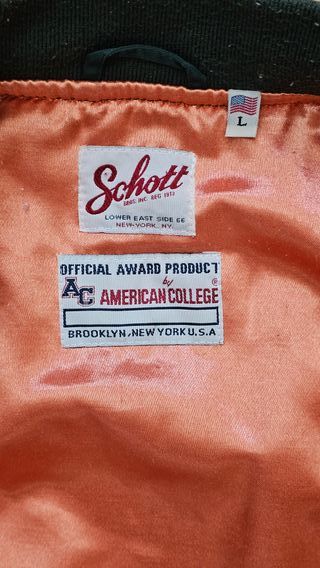 L
Schott
BROS. INC. REG 1913
LOWER EAST SIDE 66
NEW-YORK. NY.
OFFICIAL AWARD PRODUCT
by
AC AMERICAN COLLEGE ®
BROOKLYN, NEW YORK U.S.A